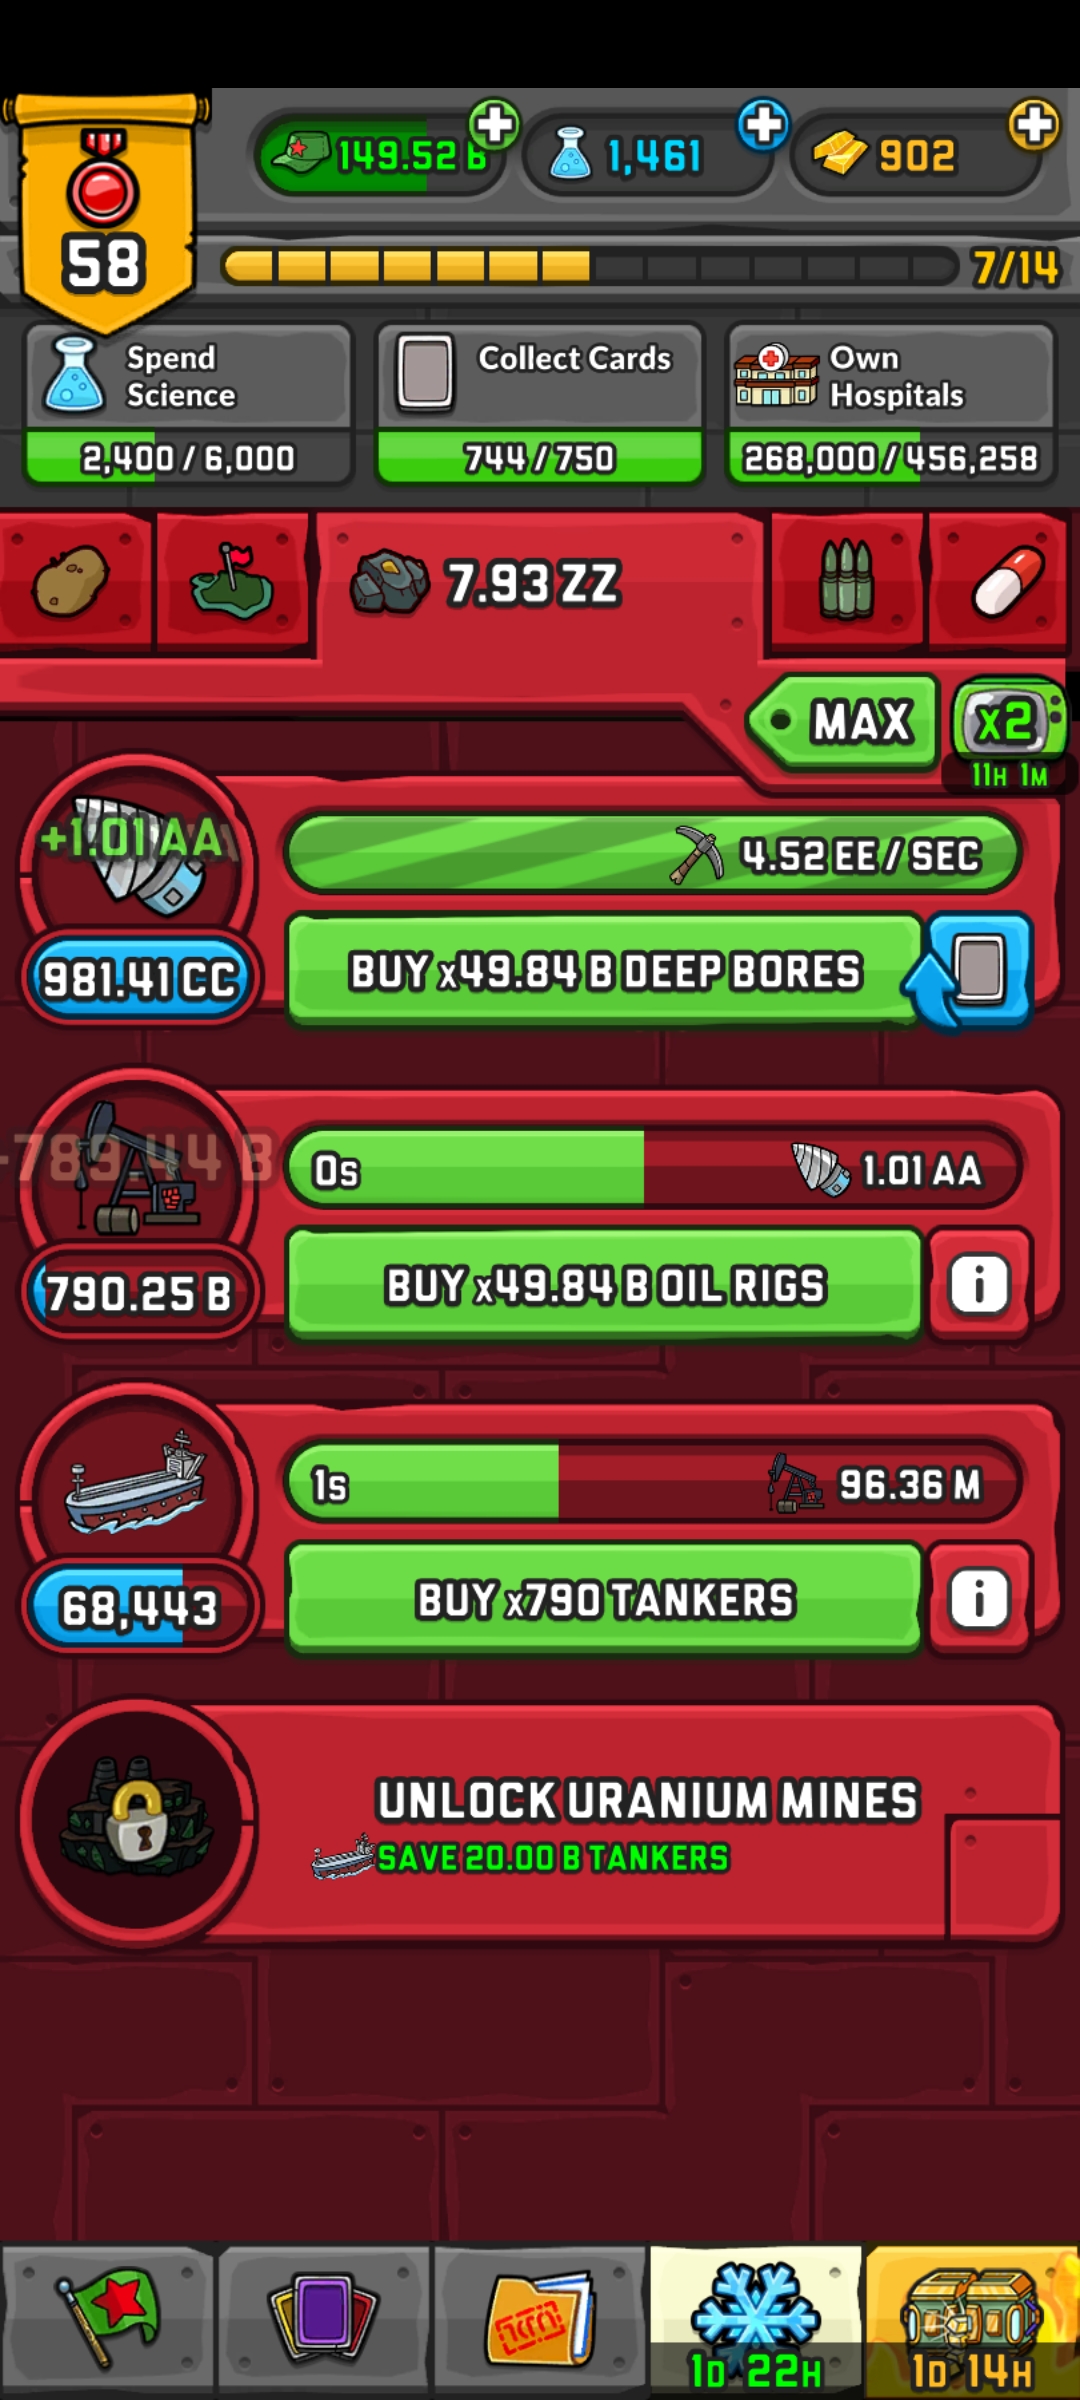 149.52 B
1,461
902
58
7/14
Spend
Science
2,400 / 6,000
Collect Cards
744 / 750
Own
Hospitals
268,000 / 456,258
7.93 ZZ
MAX
x2
11H 1M
+1.01 AA
4.52 EE / SEC
981.41 CC
BUY x49.84 B DEEP BORES
-789.44 B
0s
1.01 AA
790.25 B
BUY x49.84 B OIL RIGS
i
1s
96.36 M
68,443
BUY x790 TANKERS
i
UNLOCK URANIUM MINES
SAVE 20.00 B TANKERS
1D 22H
1D 14H